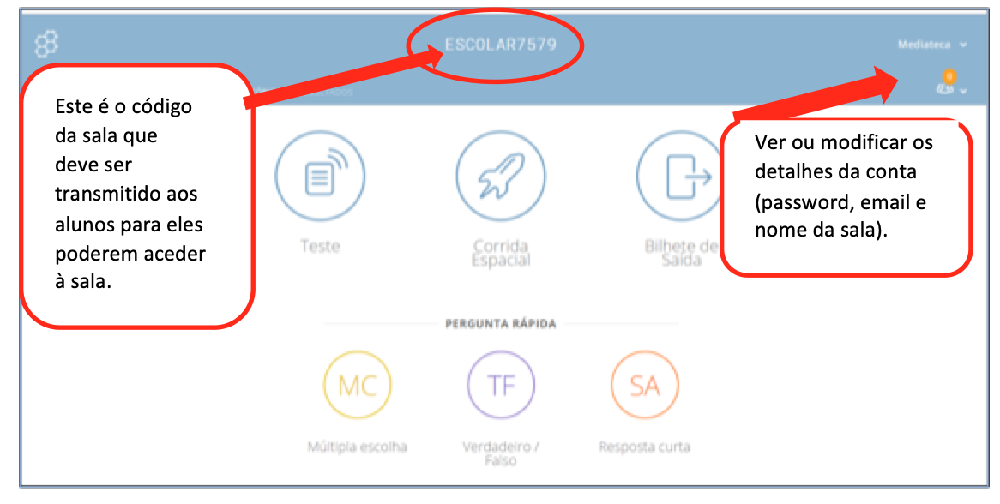 ESCOLAR7579
Mediateca
0
Este é o código
da sala que
deve ser
transmitido aos
alunos para eles
poderem aceder
à sala.
Ver ou modificar os
detalhes da conta
(password, email e
nome da sala).
Teste
Corrida
Espacial
Bilhete de
Saída
PERGUNTA RÁPIDA
MC
TF
SA
Múltipla escolha
Verdadeiro /
Falso
Resposta curta